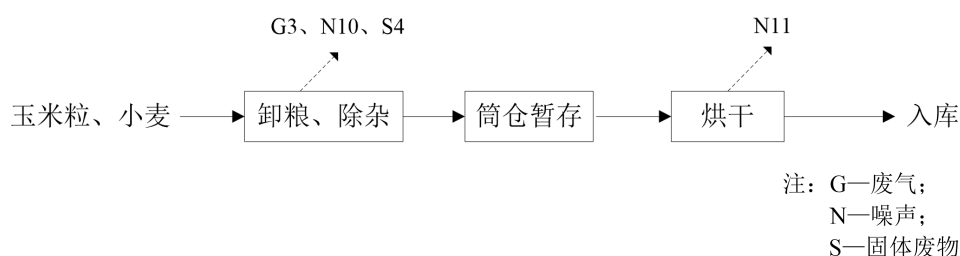 G3、N10、S4
N11
玉米粒、小麦
卸粮、除杂
筒仓暂存
烘干
入库
注：G—废气；
N—噪声；
S—固体废物